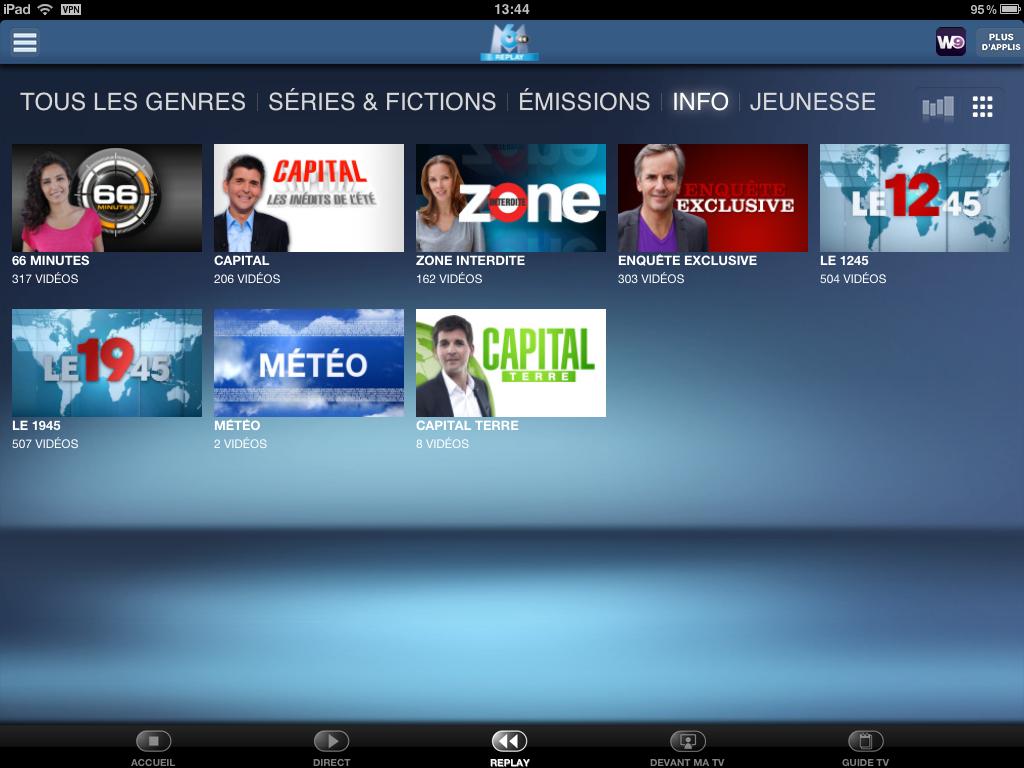 iPad VPN 13:44 95 %
M6 REPLAY W9 PLUS D'APPLIS
TOUS LES GENRES SÉRIES & FICTIONS ÉMISSIONS INFO JEUNESSE
66 MINUTES
CAPITAL
LES INÉDITS DE L'ÉTÉ
zone INTERDITE
ENQUÊTE EXCLUSIVE
LE 12 45
66 MINUTES
317 VIDÉOS
CAPITAL
206 VIDÉOS
ZONE INTERDITE
162 VIDÉOS
ENQUÊTE EXCLUSIVE
303 VIDÉOS
LE 1245
504 VIDÉOS
LE 19 45
MÉTÉO
CAPITAL
TERRE
LE 1945
507 VIDÉOS
MÉTÉO
2 VIDÉOS
CAPITAL TERRE
8 VIDÉOS
ACCUEIL DIRECT REPLAY DEVANT MA TV GUIDE TV